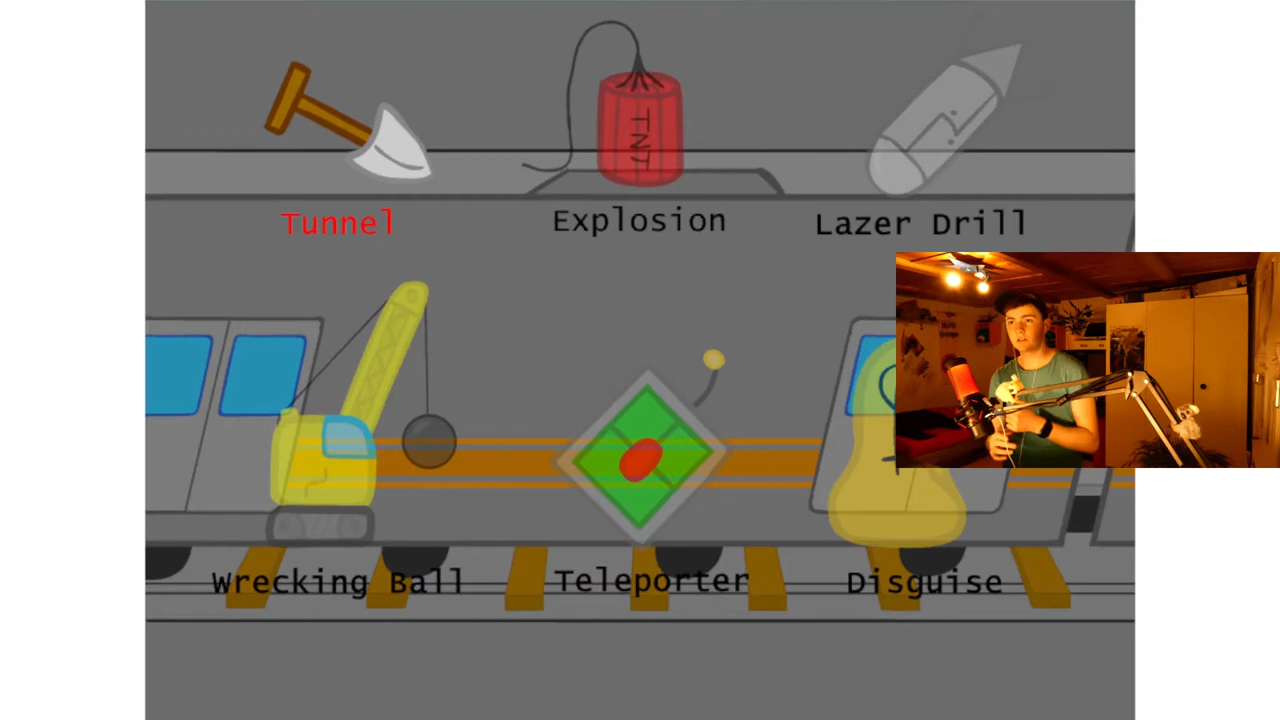 TNT
Tunnel
Explosion
Lazer Drill
Wrecking Ball
Teleporter
Disguise